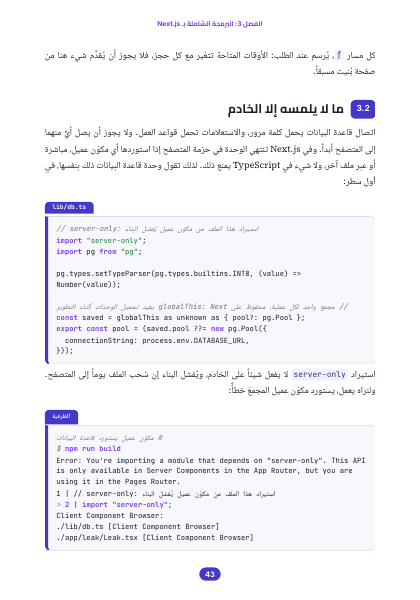 الفصل 3: البرمجة الشاملة بـ Next.js
كل مسار ƒ، يُرسم عند الطلب: الأوقات المتاحة تتغير مع كل حجز، فلا يجوز أن يُقدَّم شيء هنا من
صفحة بُنيت مسبقاً.
3.2 ما لا يلمسه إلا الخادم
اتصال قاعدة البيانات يحمل كلمة مرور، والاستعلامات تحمل قواعد العمل. ولا يجوز أن يصل أيٌّ منهما
إلى المتصفح أبداً. وفي Next.js تنتهي الوحدة في حزمة المتصفح إذا استوردها أي مكوّن عميل، مباشرة
أو عبر ملف آخر، ولا شيء في TypeScript يمنع ذلك. لذلك تقول وحدة قاعدة البيانات ذلك بنفسها، في
أول سطر:
lib/db.ts
// server-only: استيراد هذا الملف من مكوّن عميل يُفشل البناء
import "server-only";
import pg from "pg";
pg.types.setTypeParser(pg.types.builtins.INT8, (value) =>
Number(value));
// مجمع واحد لكل عملية، محفوظ على globalThis: Next يعيد تحميل الوحدات أثناء التطوير
const saved = globalThis as unknown as { pool?: pg.Pool };
export const pool = (saved.pool ??= new pg.Pool({
connectionString: process.env.DATABASE_URL,
}));
استيراد server-only لا يفعل شيئاً على الخادم، ويُفشل البناء إن سُحب الملف يوماً إلى المتصفح.
ولنراه يعمل، يستورد مكوّن عميل المجمعَ خطأً:
الطرفية
# مكوّن عميل يستورد قاعدة البيانات
$ npm run build
Error: You're importing a module that depends on "server-only". This API
is only available in Server Components in the App Router, but you are
using it in the Pages Router.
1 | // server-only: استيراد هذا الملف من مكوّن عميل يُفشل البناء
> 2 | import "server-only";
Client Component Browser:
./lib/db.ts [Client Component Browser]
./app/leak/Leak.tsx [Client Component Browser]
43